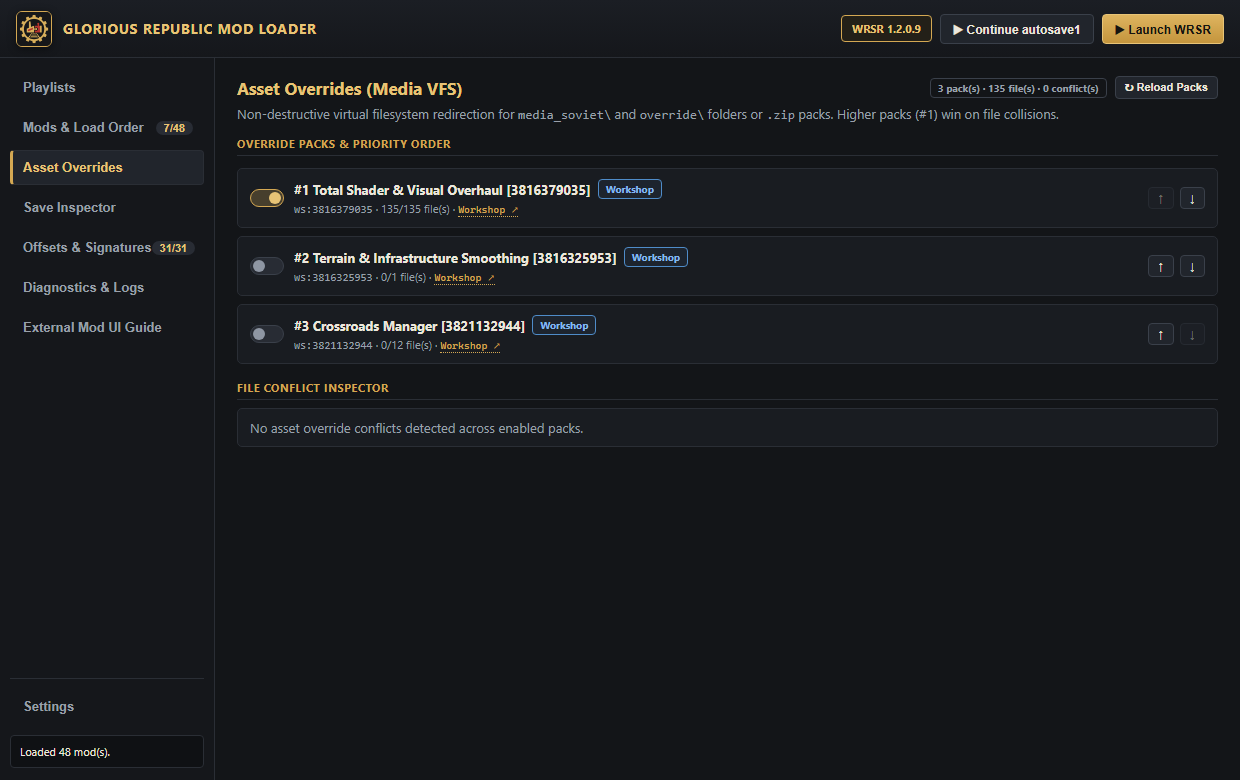 GLORIOUS REPUBLIC MOD LOADER
WRSR 1.2.0.9
▶ Continue autosave1
▶ Launch WRSR
Playlists
Mods & Load Order 7/48
Asset Overrides
Save Inspector
Offsets & Signatures 31/31
Diagnostics & Logs
External Mod UI Guide
Settings
Loaded 48 mod(s).
Asset Overrides (Media VFS)
3 pack(s) · 135 file(s) · 0 conflict(s)
↻ Reload Packs
Non-destructive virtual filesystem redirection for media_soviet\ and override\ folders or .zip packs. Higher packs (#1) win on file collisions.
OVERRIDE PACKS & PRIORITY ORDER
#1 Total Shader & Visual Overhaul [3816379035] Workshop
ws:3816379035 · 135/135 file(s) · Workshop ↗
↑ ↓
#2 Terrain & Infrastructure Smoothing [3816325953] Workshop
ws:3816325953 · 0/1 file(s) · Workshop ↗
↑ ↓
#3 Crossroads Manager [3821132944] Workshop
ws:3821132944 · 0/12 file(s) · Workshop ↗
↑ ↓
FILE CONFLICT INSPECTOR
No asset override conflicts detected across enabled packs.